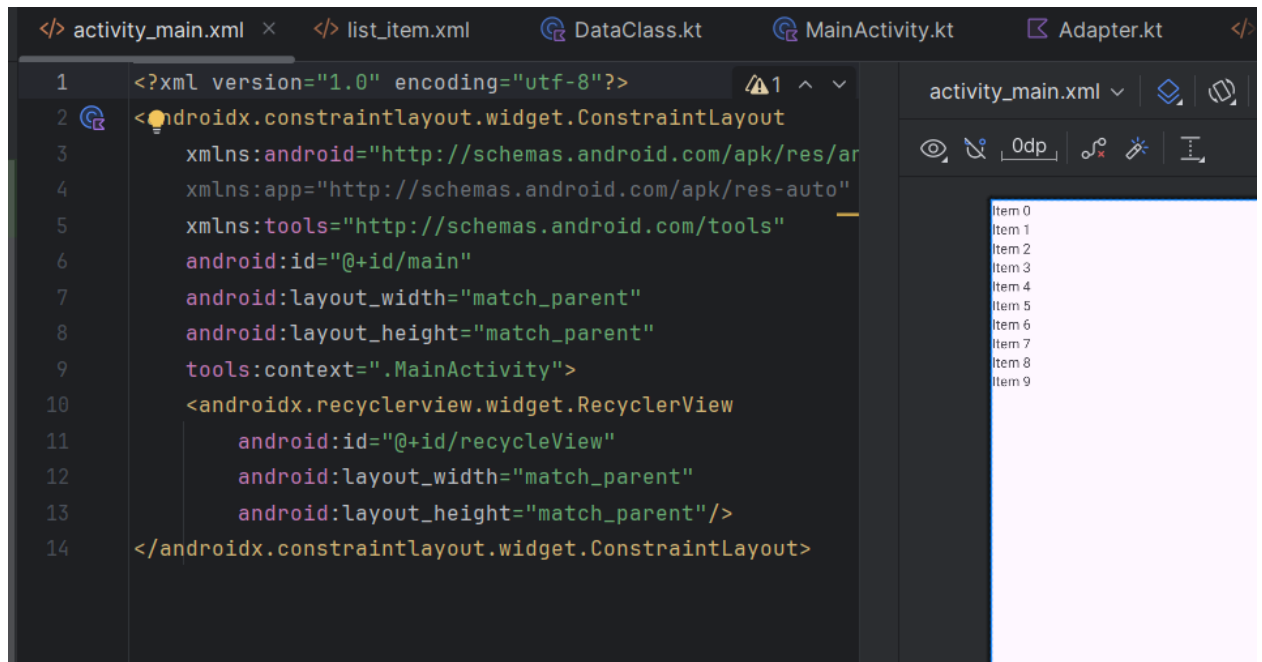 activity_main.xml
list_item.xml
DataClass.kt
MainActivity.kt
Adapter.kt
1 <?xml version="1.0" encoding="utf-8"?>
1
2 <androidx.constraintlayout.widget.ConstraintLayout
3 xmlns:android="http://schemas.android.com/apk/res/ar
4 xmlns:app="http://schemas.android.com/apk/res-auto"
5 xmlns:tools="http://schemas.android.com/tools"
6 android:id="@+id/main"
7 android:layout_width="match_parent"
8 android:layout_height="match_parent"
9 tools:context=".MainActivity">
10 <androidx.recyclerview.widget.RecyclerView
11 android:id="@+id/recycleView"
12 android:layout_width="match_parent"
13 android:layout_height="match_parent"/>
14 </androidx.constraintlayout.widget.ConstraintLayout>
activity_main.xml
0dp
Item 0
Item 1
Item 2
Item 3
Item 4
Item 5
Item 6
Item 7
Item 8
Item 9